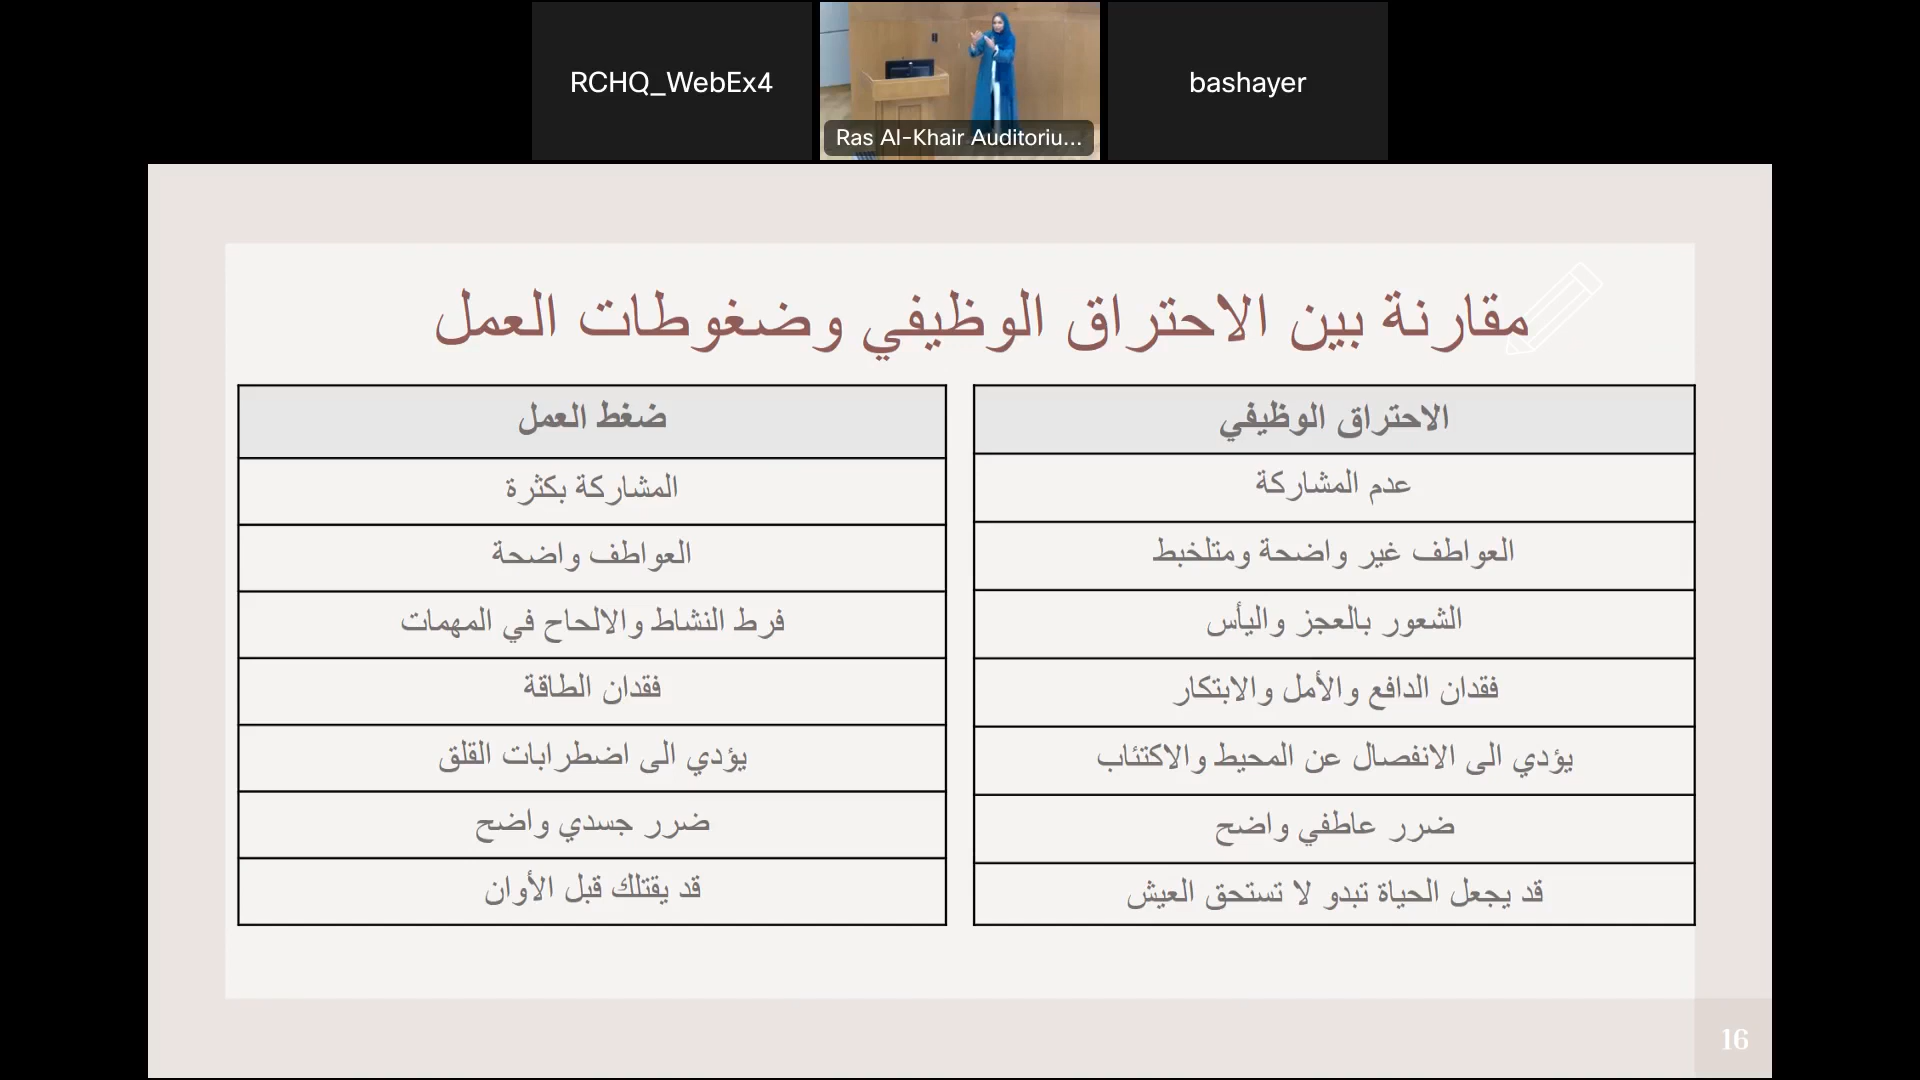 RCHQ_WebEx4
Ras Al-Khair Auditoriu...
bashayer
مقارنة بين الاحتراق الوظيفي وضغوطات العمل
الاحتراق الوظيفي
عدم المشاركة
العواطف غير واضحة ومتلخبط
الشعور بالعجز واليأس
فقدان الدافع والأمل والابتكار
يؤدي الى الانفصال عن المحيط والاكتئاب
ضرر عاطفي واضح
قد يجعل الحياة تبدو لا تستحق العيش
ضغط العمل
المشاركة بكثرة
العواطف واضحة
فرط النشاط والالحاح في المهمات
فقدان الطاقة
يؤدي الى اضطرابات القلق
ضرر جسدي واضح
قد يقتلك قبل الأوان
16